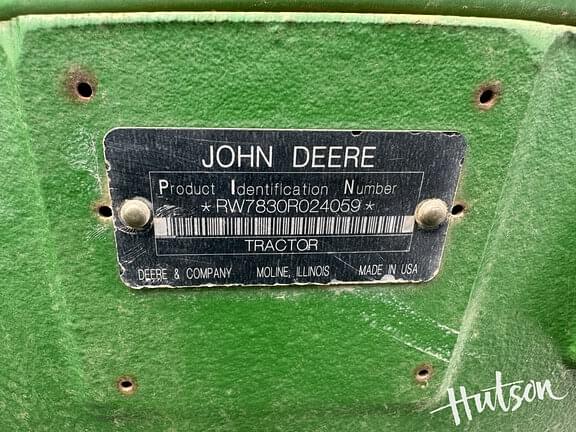 JOHN DEERE
Product Identification Number
*RW7830R024059*
TRACTOR
DEERE & COMPANY MOLINE, ILLINOIS MADE IN USA
Hutson